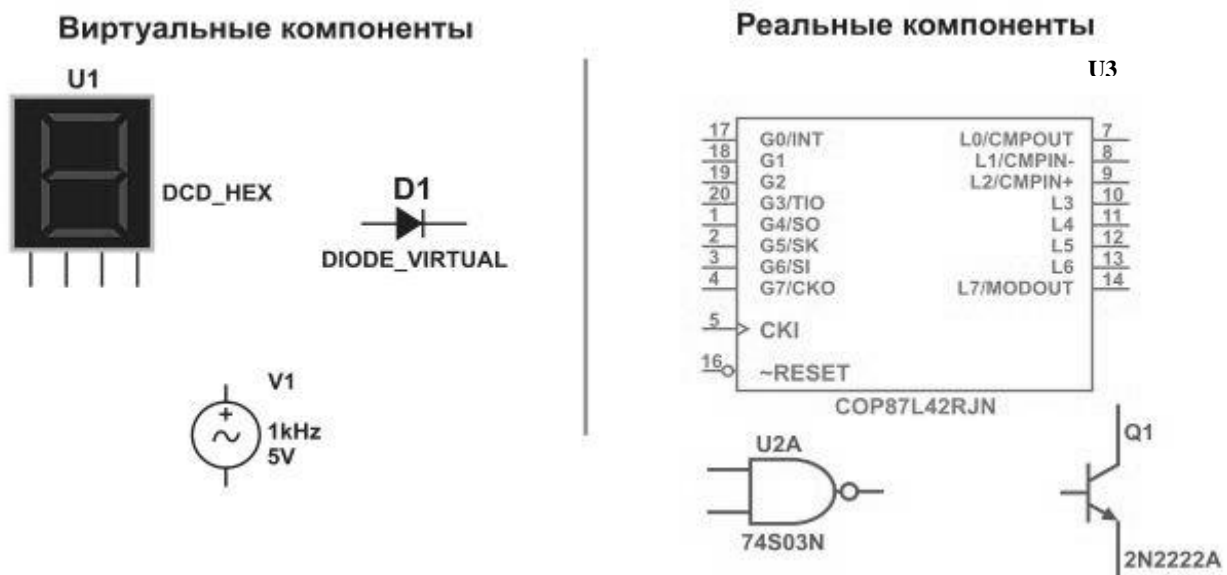 Виртуальные компоненты
U1
DCD_HEX
D1
DIODE_VIRTUAL
V1
1kHz
5V
Реальные компоненты
U3
17 G0/INT L0/CMPOUT 7
18 G1 L1/CMPIN- 8
19 G2 L2/CMPIN+ 9
20 G3/TIO L3 10
1 G4/SO L4 11
2 G5/SK L5 12
3 G6/SI L6 13
4 G7/CKO L7/MODOUT 14
5 CKI
16 ~RESET
COP87L42RJN
U2A
74S03N
Q1
2N2222A